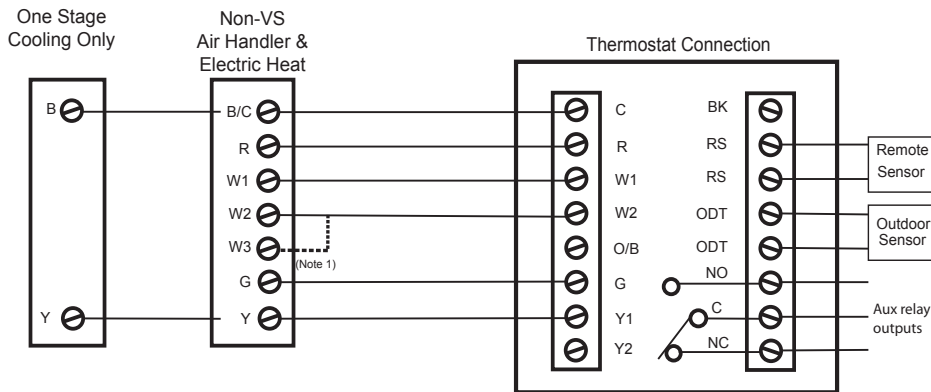 One Stage
Cooling Only
Non-VS
Air Handler &
Electric Heat
Thermostat Connection
B
Y
B/C
R
W1
W2
W3
(Note 1)
G
Y
C
R
W1
W2
O/B
G
Y1
Y2
BK
RS
RS
ODT
ODT
NO
C
NC
Remote
Sensor
Outdoor
Sensor
Aux relay
outputs